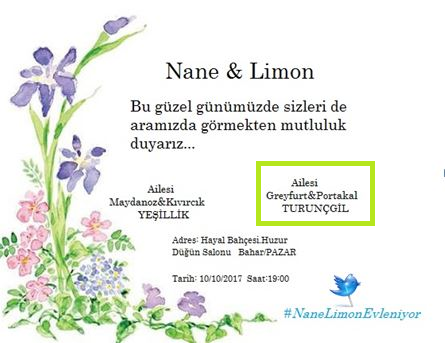 Nane & Limon
Bu güzel günümüzde sizleri de
aramızda görmekten mutluluk
duyarız...
Ailesi
Maydanoz&Kıvırcık
YEŞİLLİK
Ailesi
Greyfurt&Portakal
TURUNÇGİL
Adres: Hayal Bahçesi.Huzur
Düğün Salonu Bahar/PAZAR
Tarih: 10/10/2017 Saat:19:00
#NaneLimonEvleniyor